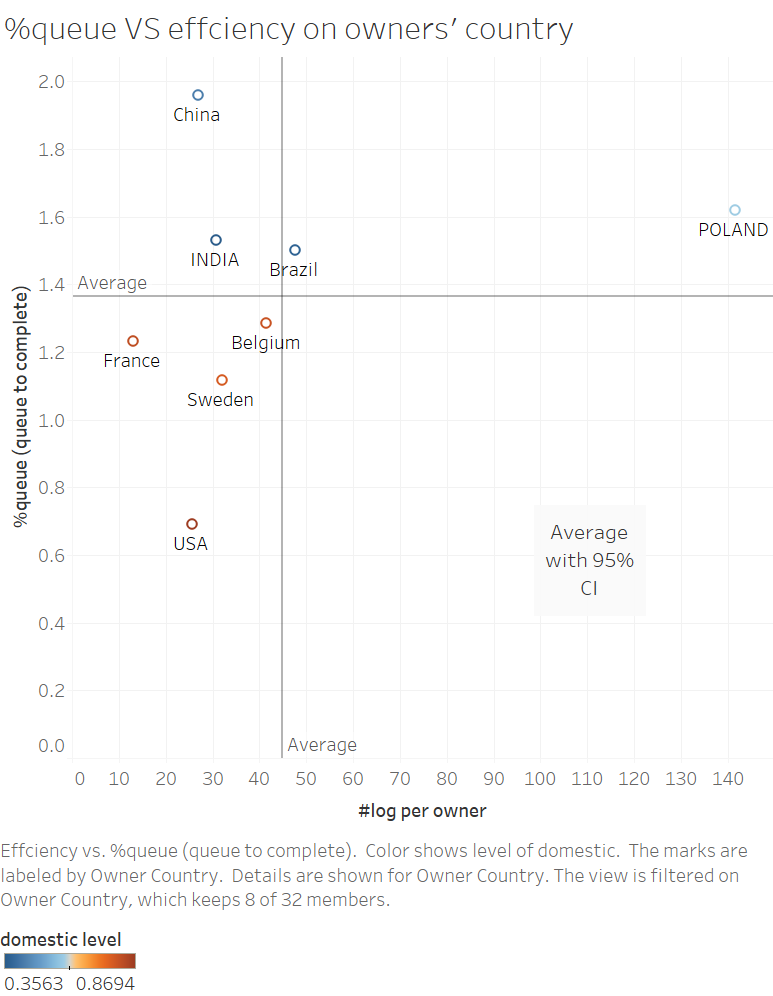 %queue VS effciency on owners’ country
2.0
China
1.8
1.6
POLAND
INDIA
Brazil
1.4
Average
Belgium
1.2
France
Sweden
1.0
0.8
USA
0.6
0.4
0.2
0.0
%queue (queue to complete)
Average
with 95%
CI
Average
0 10 20 30 40 50 60 70 80 90 100 110 120 130 140
#log per owner
Effciency vs. %queue (queue to complete). Color shows level of domestic. The marks are
labeled by Owner Country. Details are shown for Owner Country. The view is filtered on
Owner Country, which keeps 8 of 32 members.
domestic level
0.3563 0.8694